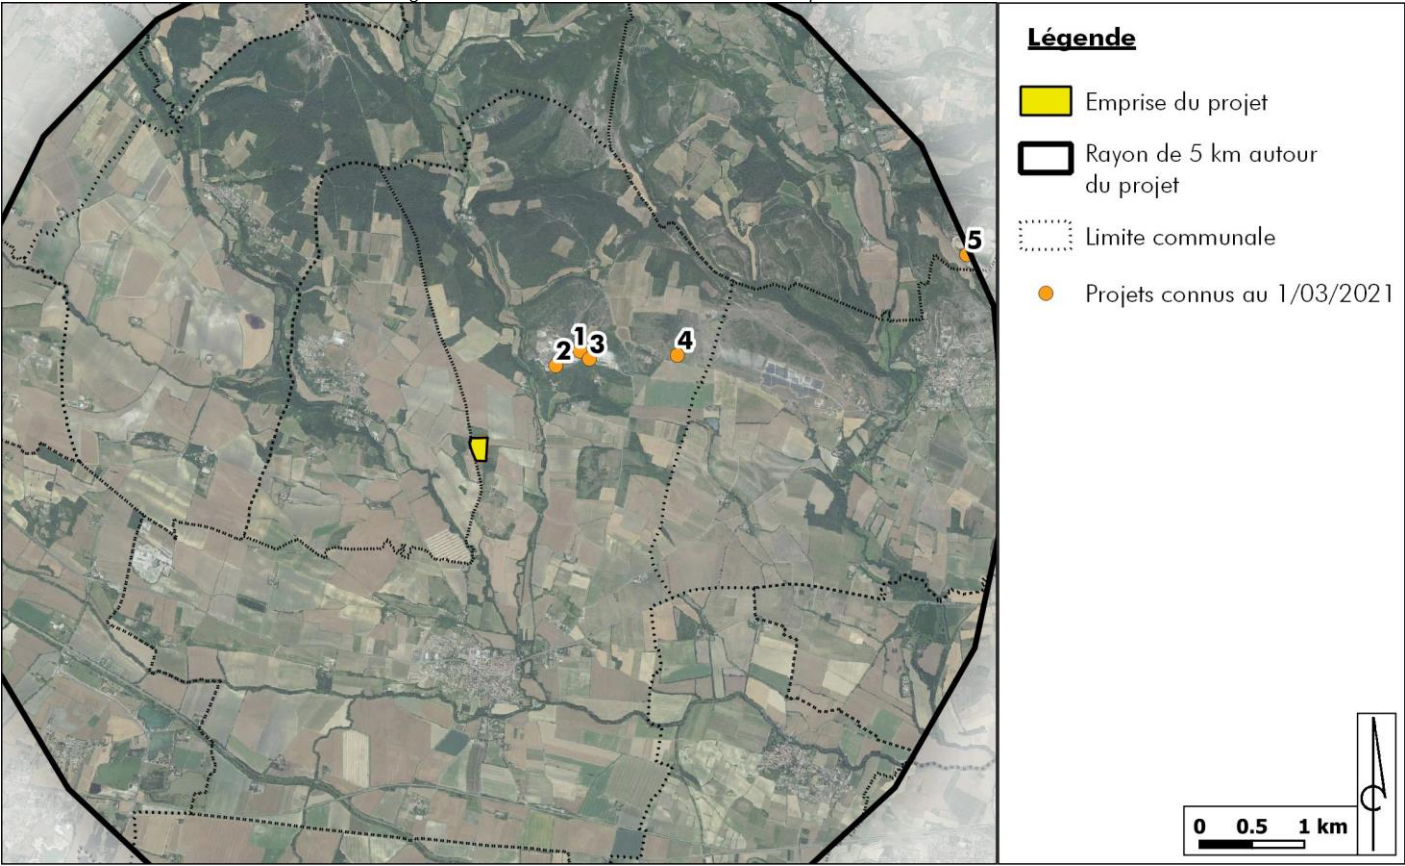 Légende
Emprise du projet
Rayon de 5 km autour
du projet
Limite communale
Projets connus au 1/03/2021
5
1
3
2
4
0 0.5 1 km